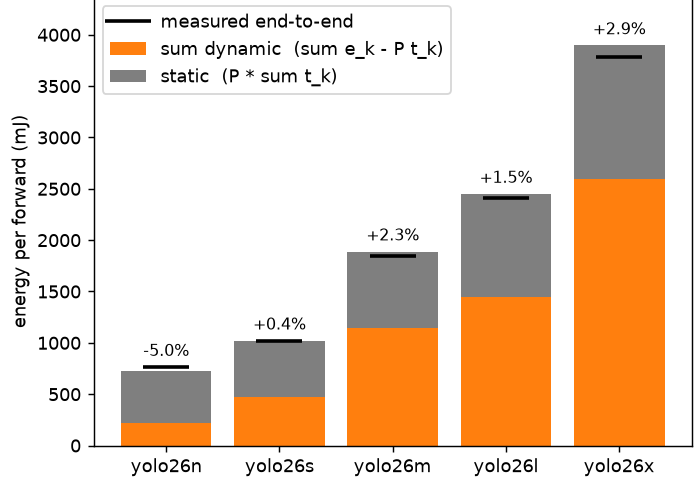 measured end-to-end
sum dynamic  (sum e_k - P t_k)
static  (P * sum t_k)
energy per forward (mJ)
4000
3500
3000
2500
2000
1500
1000
500
0
-5.0%
+0.4%
+2.3%
+1.5%
+2.9%
yolo26n
yolo26s
yolo26m
yolo26l
yolo26x